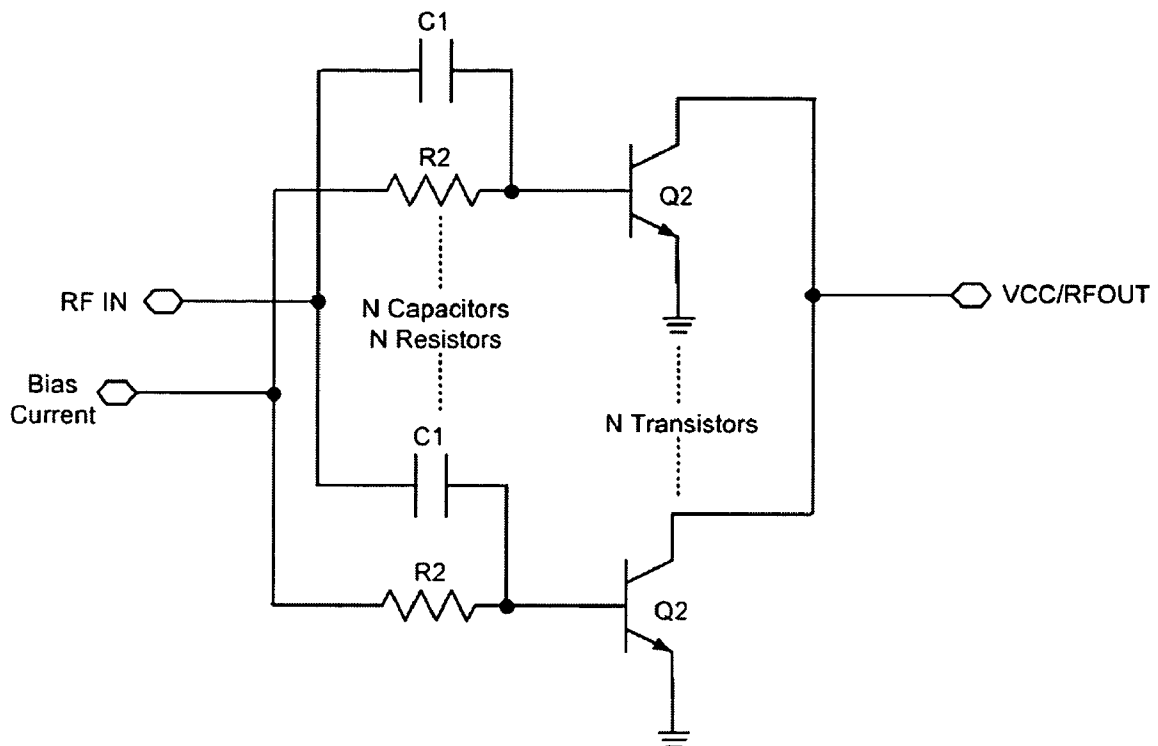 C1
R2
Q2
RF IN
N Capacitors
N Resistors
VCC/RFOUT
Bias
Current
N Transistors
C1
R2
Q2